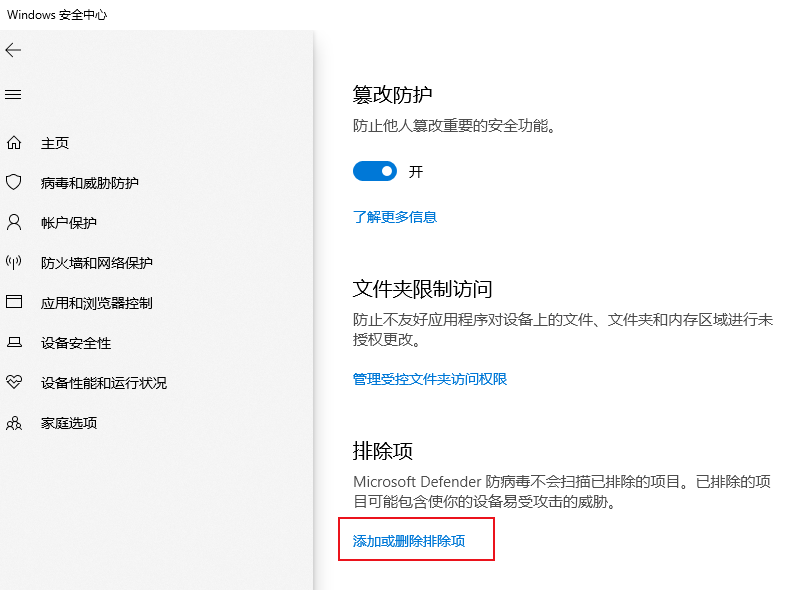 Windows 安全中心
主页
病毒和威胁防护
帐户保护
防火墙和网络保护
应用和浏览器控制
设备安全性
设备性能和运行状况
家庭选项
篡改防护
防止他人篡改重要的安全功能。
开
了解更多信息
文件夹限制访问
防止不友好应用程序对设备上的文件、文件夹和内存区域进行未
授权更改。
管理受控文件夹访问权限
排除项
Microsoft Defender 防病毒不会扫描已排除的项目。已排除的项
目可能包含使你的设备易受攻击的威胁。
添加或删除排除项